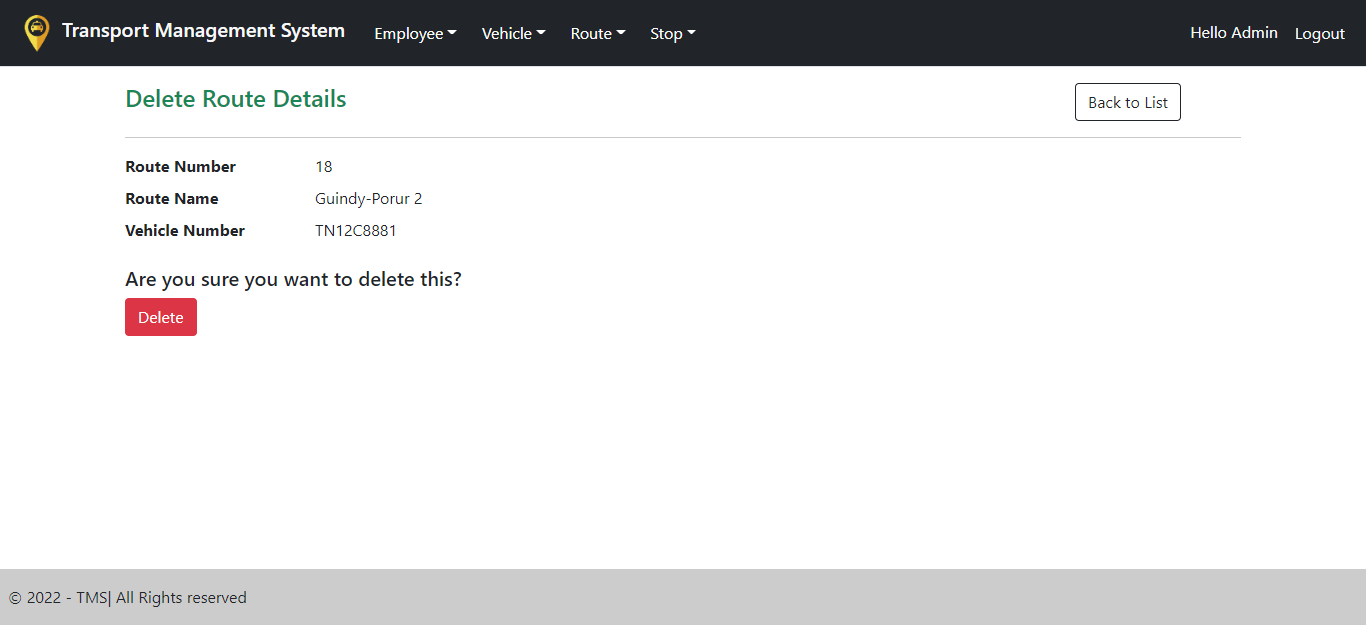 Transport Management System Employee Vehicle Route Stop Hello Admin Logout
Delete Route Details Back to List
Route Number 18
Route Name Guindy-Porur 2
Vehicle Number TN12C8881
Are you sure you want to delete this?
Delete
© 2022 - TMS| All Rights reserved